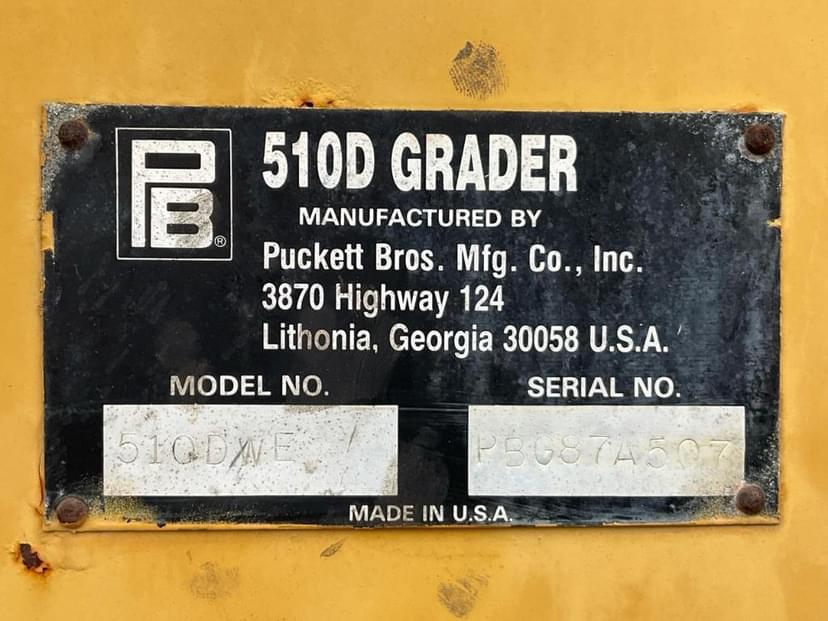 PB®
510D GRADER
MANUFACTURED BY
Puckett Bros. Mfg. Co., Inc.
3870 Highway 124
Lithonia, Georgia 30058 U.S.A.
MODEL NO. SERIAL NO.
510DWE PBG87A507
MADE IN U.S.A.